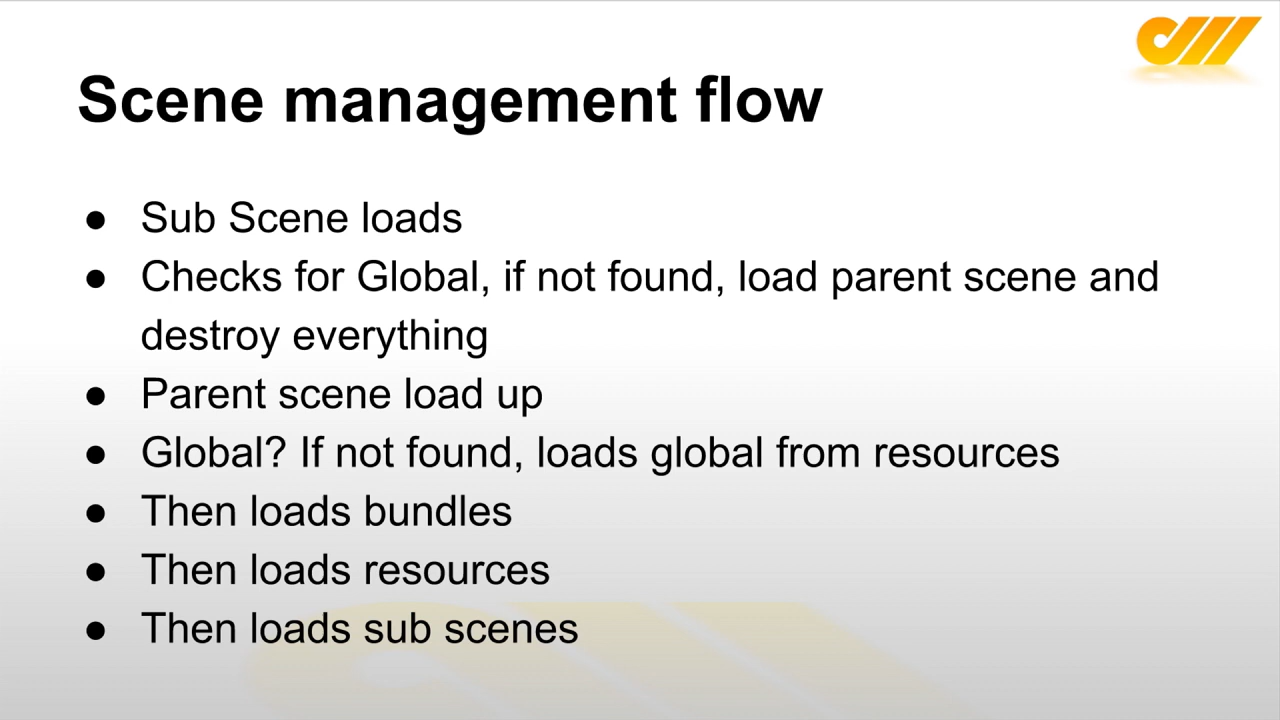 Scene management flow
● Sub Scene loads
● Checks for Global, if not found, load parent scene and
destroy everything
● Parent scene load up
● Global? If not found, loads global from resources
● Then loads bundles
● Then loads resources
● Then loads sub scenes